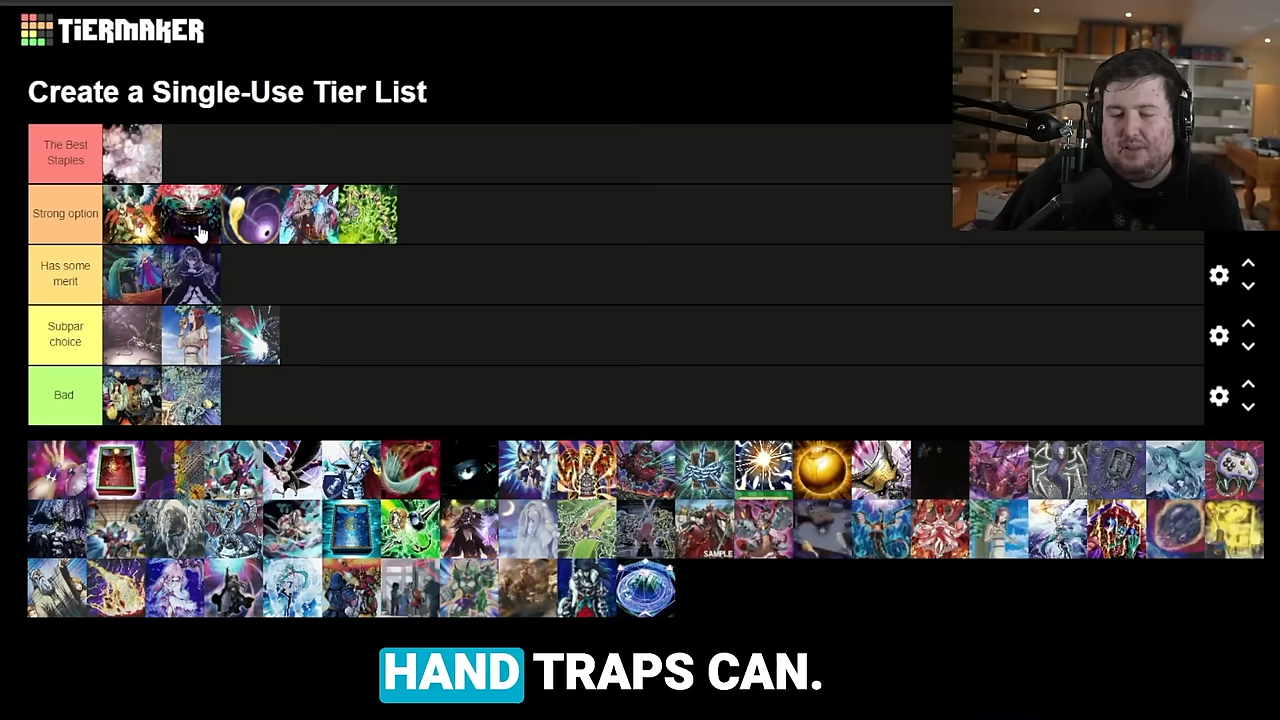 TIERMAKER
Create a Single-Use Tier List
The Best
Staples
Strong option
Has some
merit
Subpar
choice
Bad
SAMPLE
HAND TRAPS CAN.